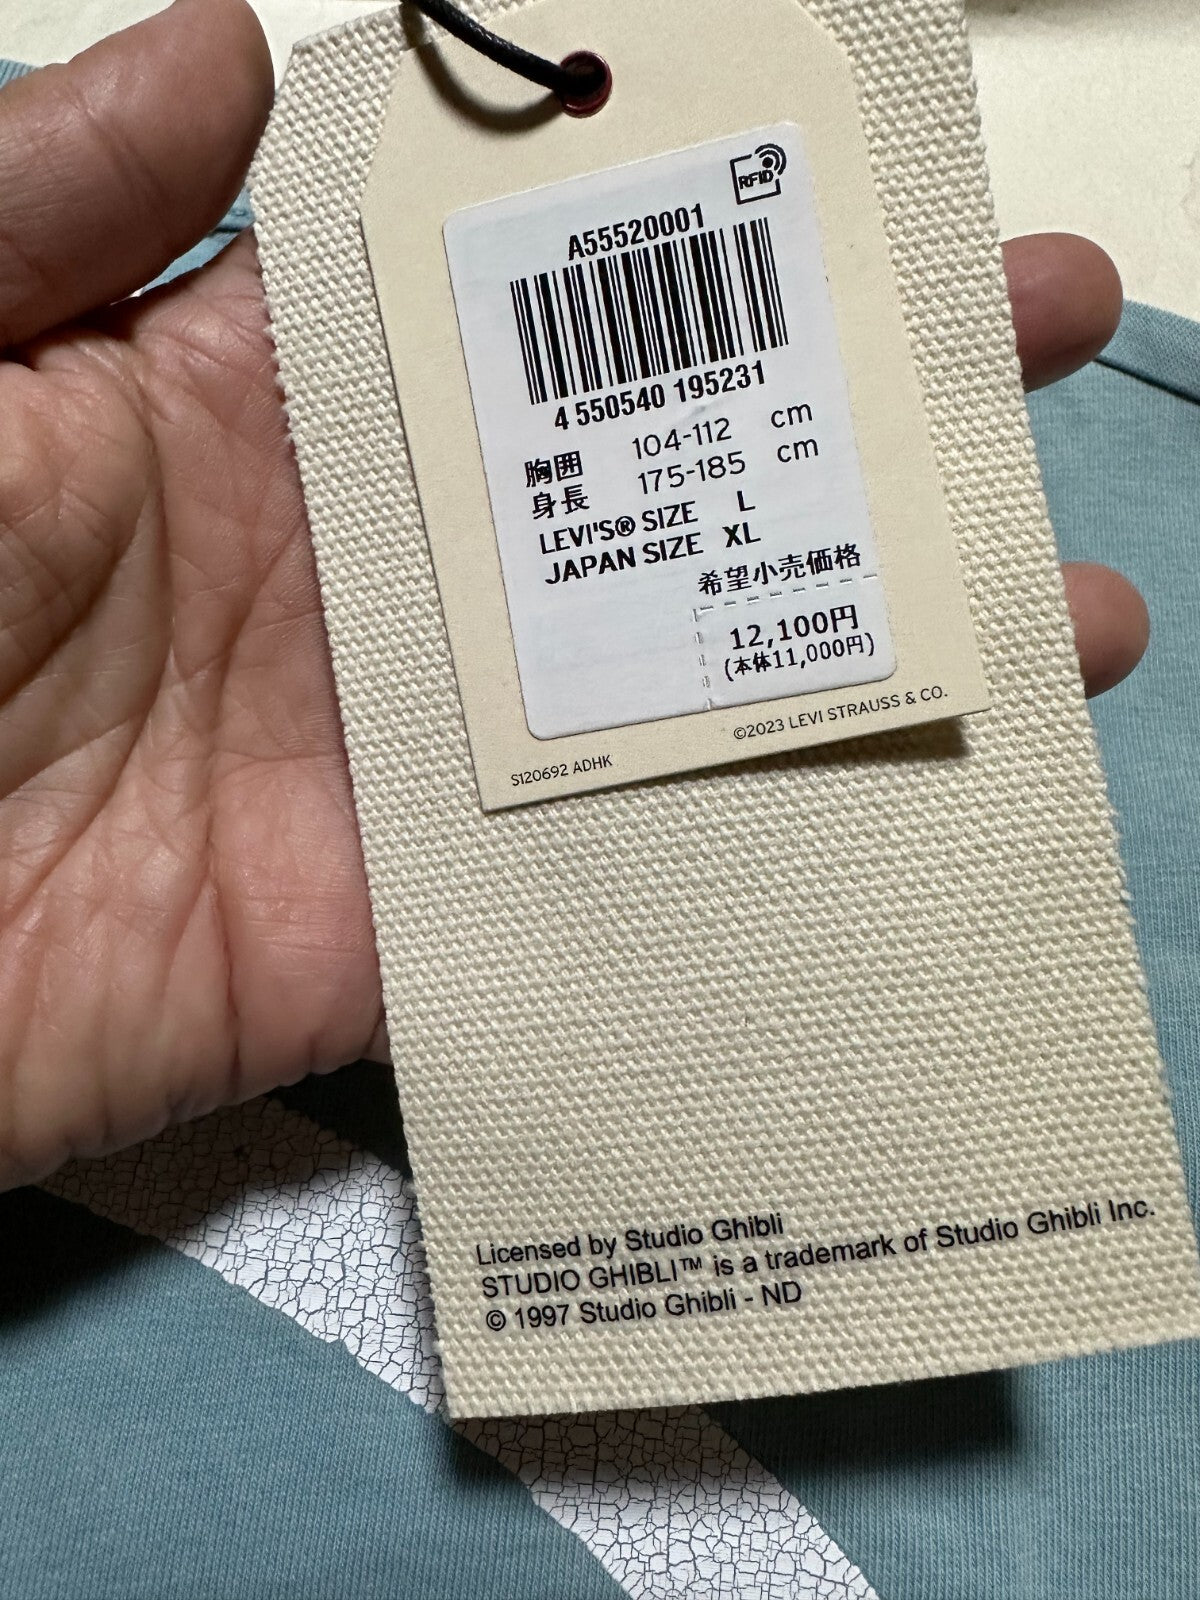 RFID
A55520001
4 550540 195231
胸囲 104-112 cm
身長 175-185 cm
LEVI'S® SIZE L
JAPAN SIZE XL
希望小売価格
12,100円
(本体11,000円)
©2023 LEVI STRAUSS & CO.
S120692 ADHK
Licensed by Studio Ghibli
STUDIO GHIBLI™ is a trademark of Studio Ghibli Inc.
© 1997 Studio Ghibli - ND